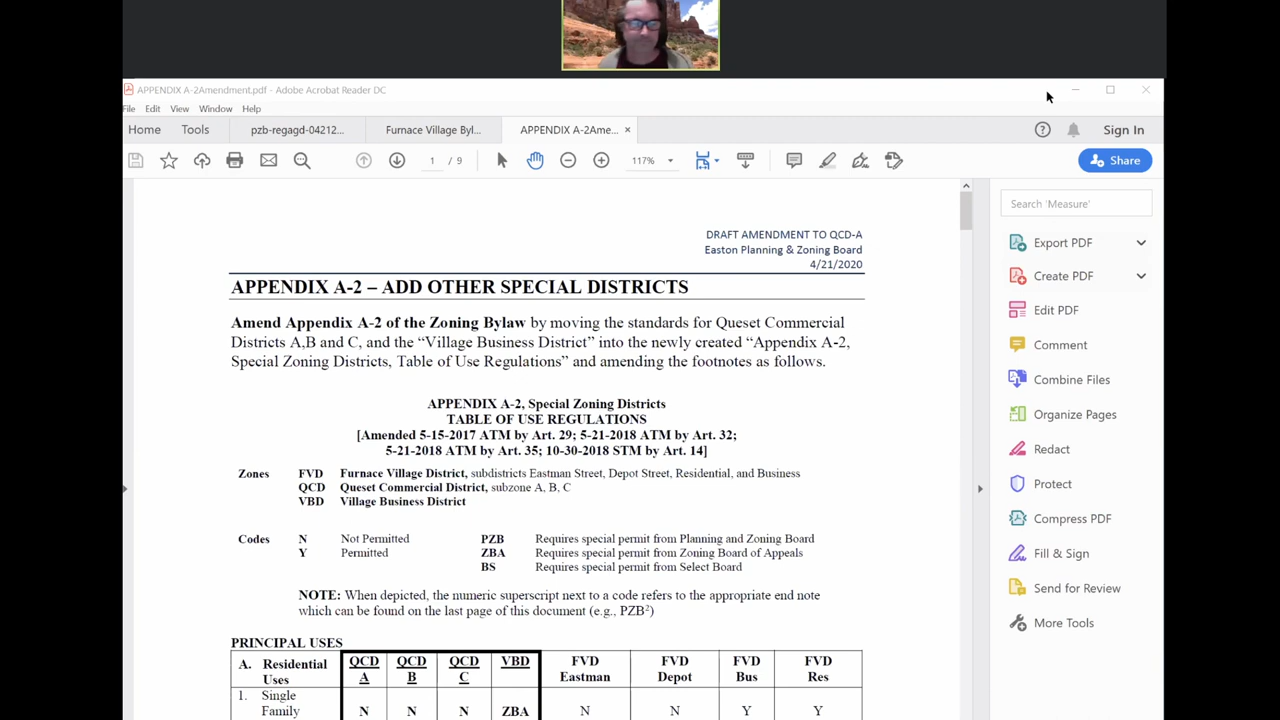 APPENDIX A-2Amendment.pdf - Adobe Acrobat Reader DC
File Edit View Window Help
Home Tools pzb-regagd-04212... Furnace Village Byl... APPENDIX A-2Ame... ×
1 / 9 117% Share
Sign In
Search 'Measure'
Export PDF
Create PDF
Edit PDF
Comment
Combine Files
Organize Pages
Redact
Protect
Compress PDF
Fill & Sign
Send for Review
More Tools
DRAFT AMENDMENT TO QCD-A
Easton Planning & Zoning Board
4/21/2020
APPENDIX A-2 – ADD OTHER SPECIAL DISTRICTS
Amend Appendix A-2 of the Zoning Bylaw by moving the standards for Queset Commercial
Districts A,B and C, and the “Village Business District” into the newly created “Appendix A-2,
Special Zoning Districts, Table of Use Regulations” and amending the footnotes as follows.
APPENDIX A-2, Special Zoning Districts
TABLE OF USE REGULATIONS
[Amended 5-15-2017 ATM by Art. 29; 5-21-2018 ATM by Art. 32;
5-21-2018 ATM by Art. 35; 10-30-2018 STM by Art. 14]
Zones FVD Furnace Village District, subdistricts Eastman Street, Depot Street, Residential, and Business
QCD Queset Commercial District, subzone A, B, C
VBD Village Business District
Codes N Not Permitted PZB Requires special permit from Planning and Zoning Board
Y Permitted ZBA Requires special permit from Zoning Board of Appeals
BS Requires special permit from Select Board
NOTE: When depicted, the numeric superscript next to a code refers to the appropriate end note
which can be found on the last page of this document (e.g., PZB²)
PRINCIPAL USES
A. Residential QCD QCD QCD VBD FVD FVD FVD FVD
Uses A B C Eastman Depot Bus Res
1. Single
Family N N N ZBA N N Y Y